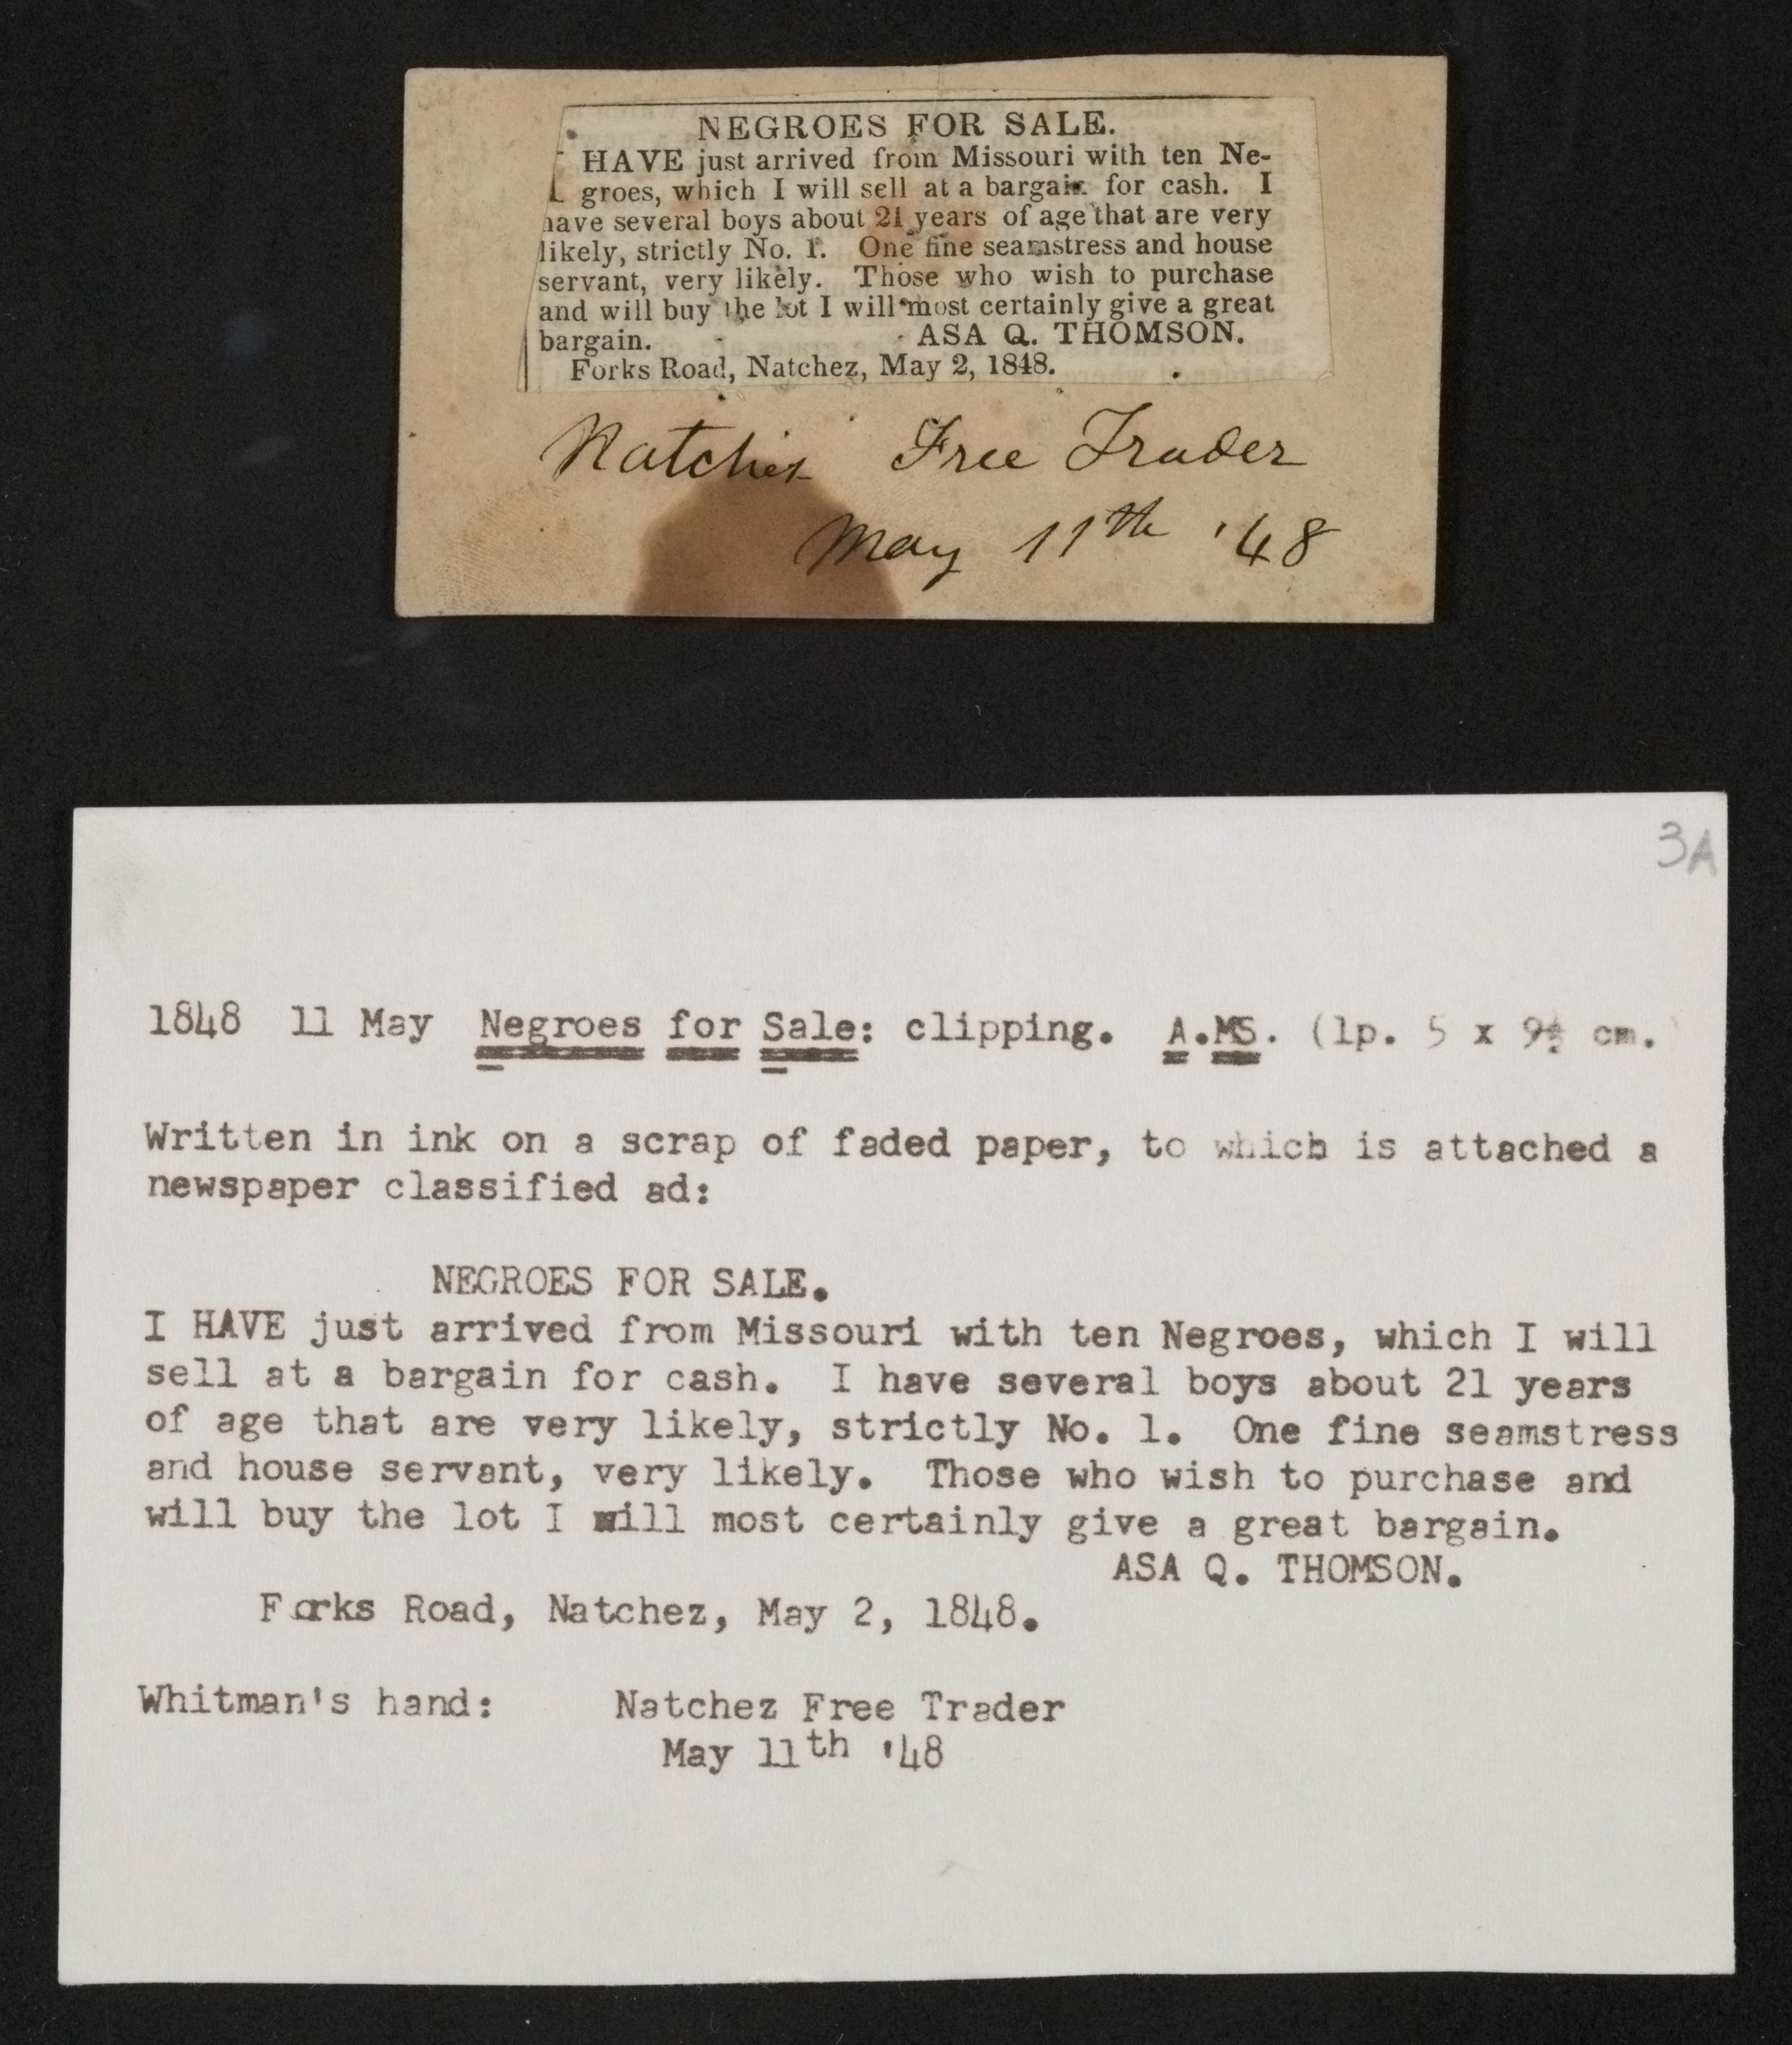 NEGROES FOR SALE.
I HAVE just arrived from Missouri with ten Ne-
groes, which I will sell at a bargain for cash. I
have several boys about 21 years of age that are very
likely, strictly No. 1. One fine seamstress and house
servant, very likely. Those who wish to purchase
and will buy the lot I will most certainly give a great
bargain. ASA Q. THOMSON.
Forks Road, Natchez, May 2, 1848.
Natchez Free Trader
May 11th '48
3A
1848 11 May Negroes for Sale: clipping. A.MS. (1p. 5 x 9½ cm.
Written in ink on a scrap of faded paper, to which is attached a
newspaper classified ad:
NEGROES FOR SALE.
I HAVE just arrived from Missouri with ten Negroes, which I will
sell at a bargain for cash. I have several boys about 21 years
of age that are very likely, strictly No. 1. One fine seamstress
and house servant, very likely. Those who wish to purchase and
will buy the lot I will most certainly give a great bargain.
ASA Q. THOMSON.
Forks Road, Natchez, May 2, 1848.
Whitman's hand: Natchez Free Trader
May 11th '48